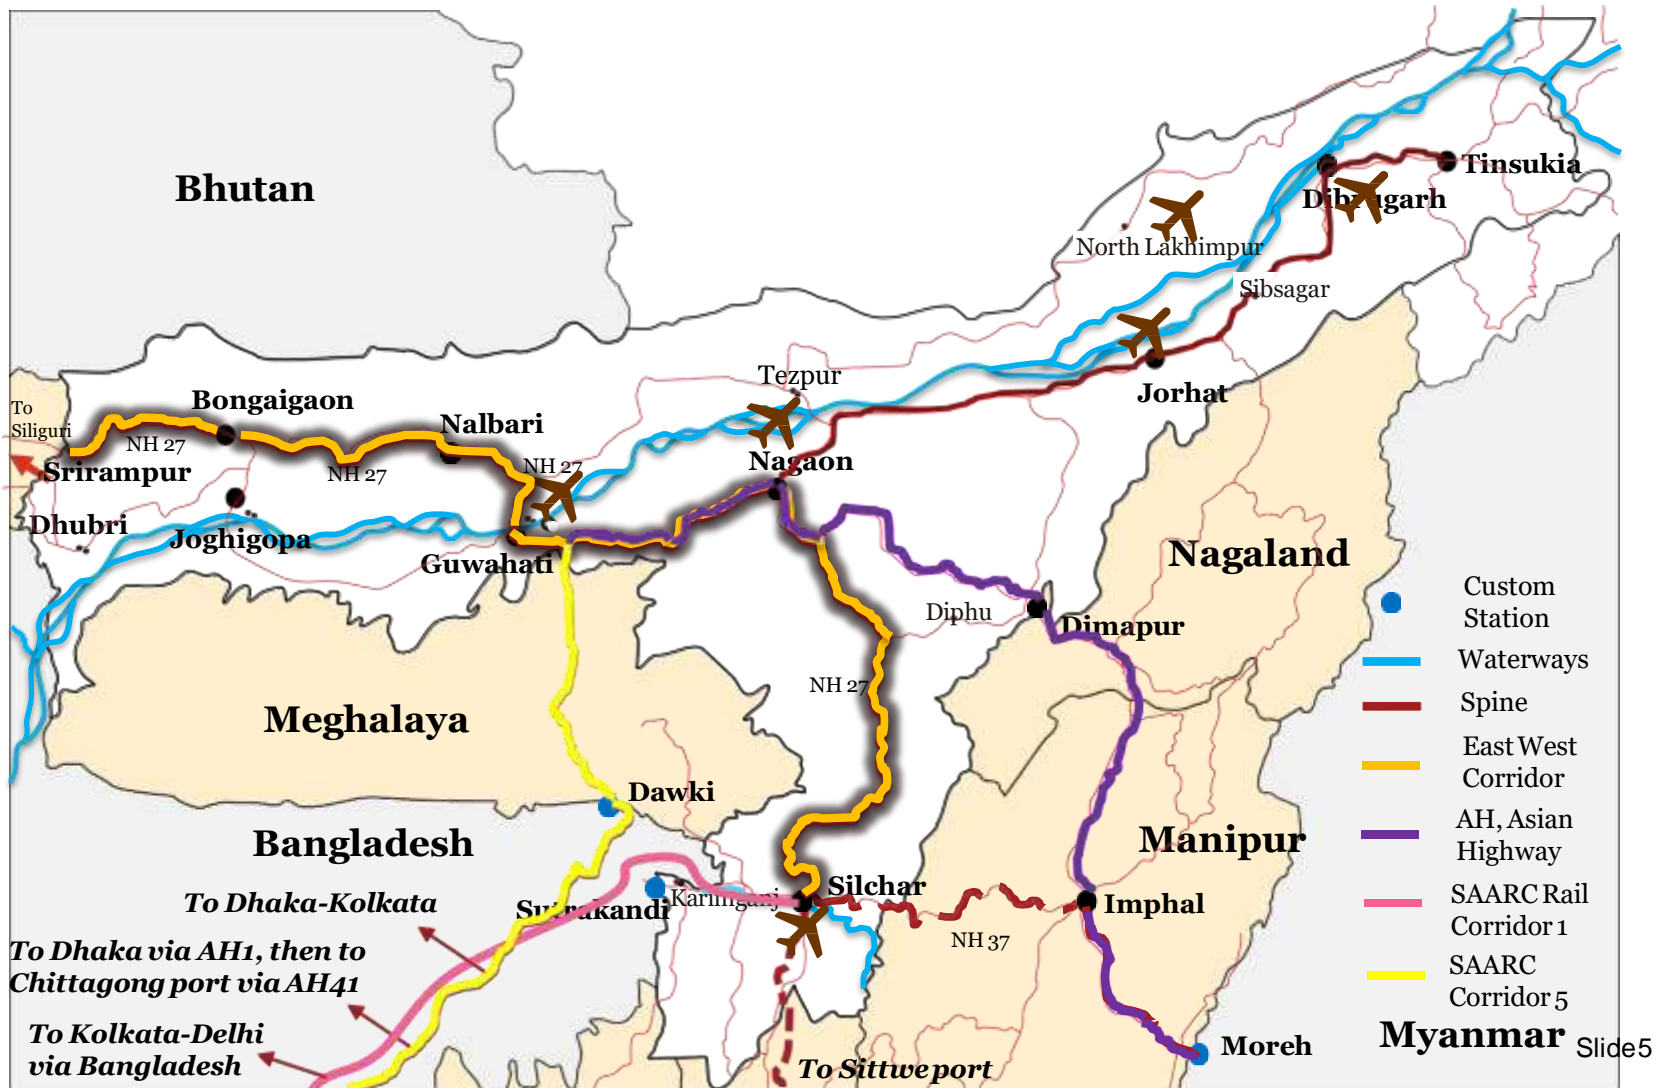 Bhutan
Tinsukia
Dibrugarh
North Lakhimpur
Sibsagar
Tezpur
Jorhat
To
Siliguri
Bongaigaon
Nalbari
NH 27
NH 27
NH 27
Srirampur
Nagaon
Dhubri
Joghigopa
Guwahati
Nagaland
Diphu
Dimapur
NH 27
Meghalaya
Dawki
Bangladesh
Manipur
To Dhaka-Kolkata
Sutrakandi
Karimganj
Silchar
Imphal
NH 37
To Dhaka via AH1, then to
Chittagong port via AH41
To Kolkata-Delhi
via Bangladesh
To Sittwe port
Moreh
Myanmar
Custom
Station
Waterways
Spine
East West
Corridor
AH, Asian
Highway
SAARC Rail
Corridor 1
SAARC
Corridor 5
Slide5